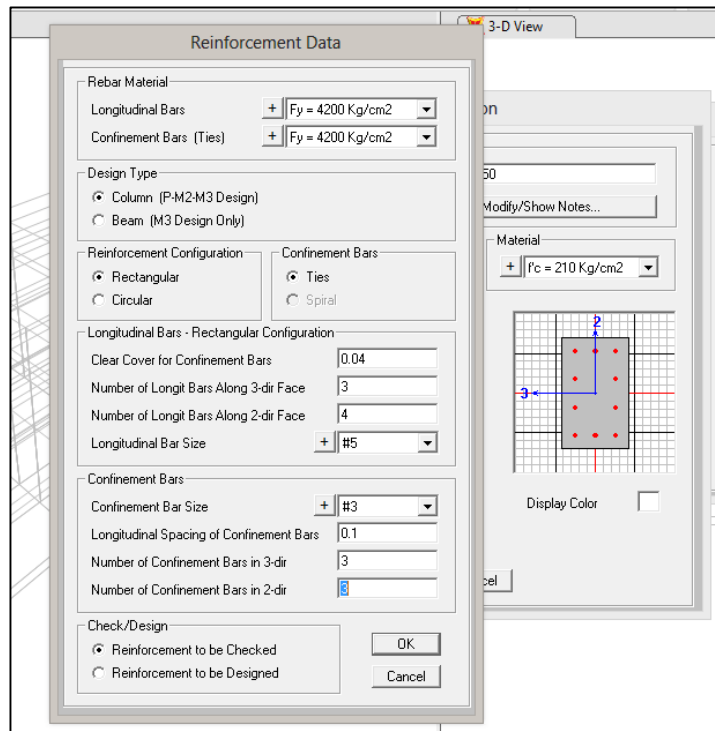 3-D View
Reinforcement Data
Rebar Material
Longitudinal Bars + Fy = 4200 Kg/cm2
Confinement Bars (Ties) + Fy = 4200 Kg/cm2
Design Type
Column (P-M2-M3 Design)
Beam (M3 Design Only)
Reinforcement Configuration
Rectangular
Circular
Confinement Bars
Ties
Spiral
Longitudinal Bars - Rectangular Configuration
Clear Cover for Confinement Bars 0.04
Number of Longit Bars Along 3-dir Face 3
Number of Longit Bars Along 2-dir Face 4
Longitudinal Bar Size + #5
Confinement Bars
Confinement Bar Size + #3
Longitudinal Spacing of Confinement Bars 0.1
Number of Confinement Bars in 3-dir 3
Number of Confinement Bars in 2-dir 3
Check/Design
Reinforcement to be Checked
Reinforcement to be Designed
OK
Cancel
on
50
Modify/Show Notes...
Material
+ f'c = 210 Kg/cm2
2
3
Display Color
cel